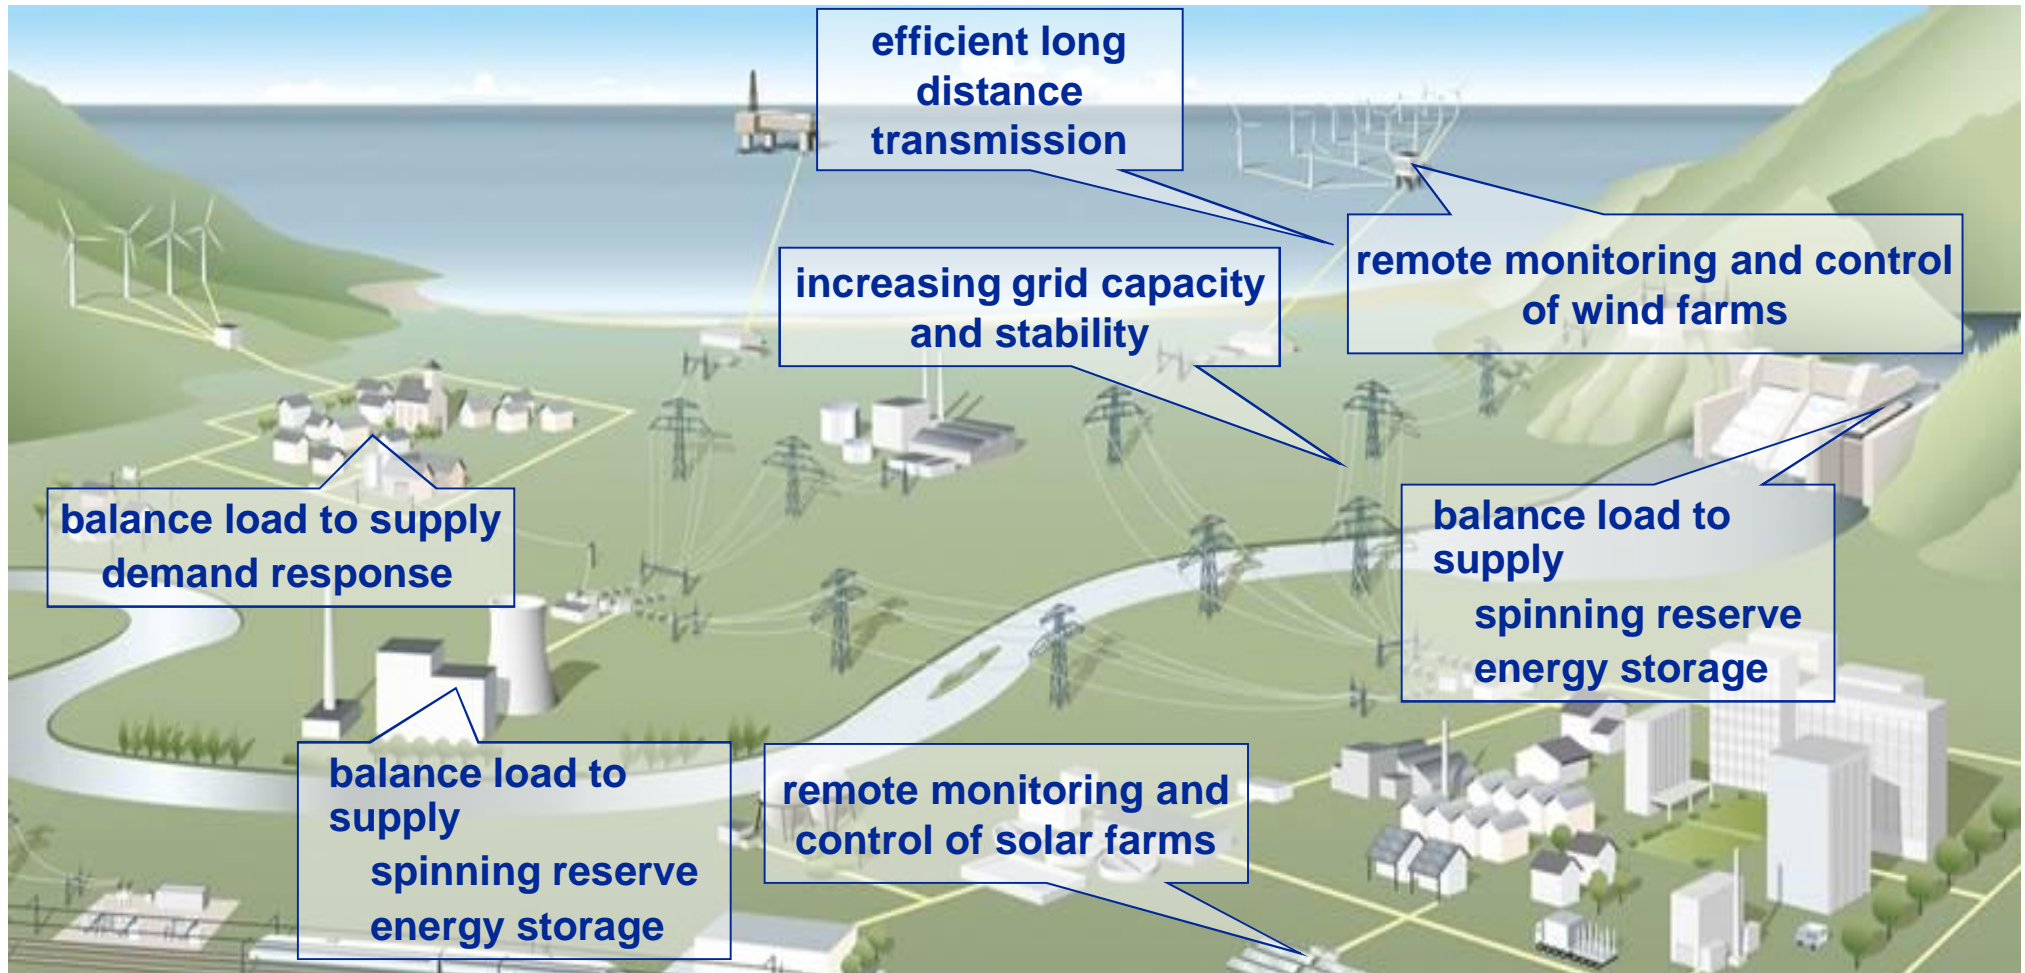 efficient long
distance
transmission
remote monitoring and control
of wind farms
increasing grid capacity
and stability
balance load to supply
demand response
balance load to
supply
spinning reserve
energy storage
balance load to
supply
spinning reserve
energy storage
remote monitoring and
control of solar farms